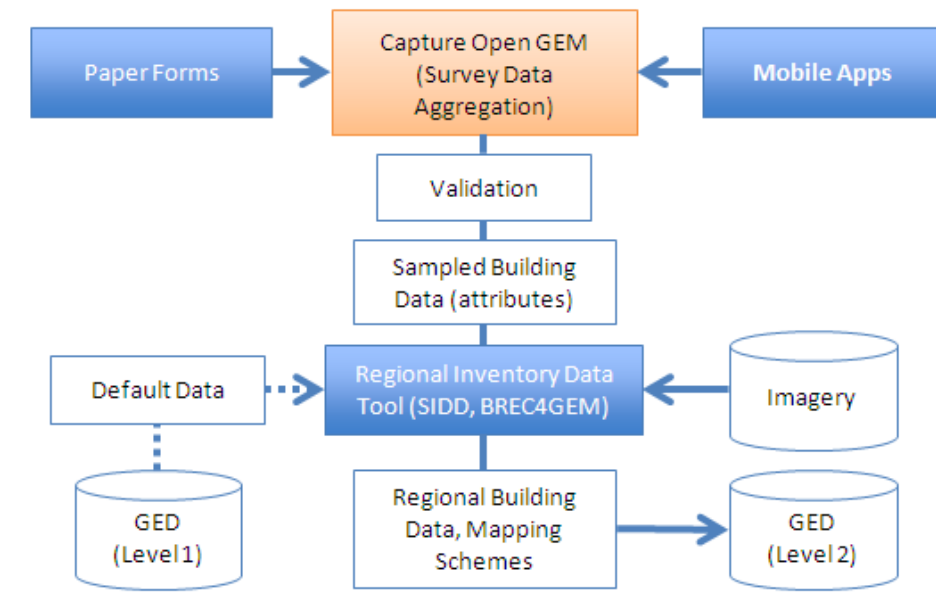 Paper Forms
Capture Open GEM
(Survey Data
Aggregation)
Mobile Apps
Validation
Sampled Building
Data (attributes)
Default Data
Regional Inventory Data
Tool (SIDD, BREC4GEM)
Imagery
GED
(Level 1)
Regional Building
Data, Mapping
Schemes
GED
(Level 2)